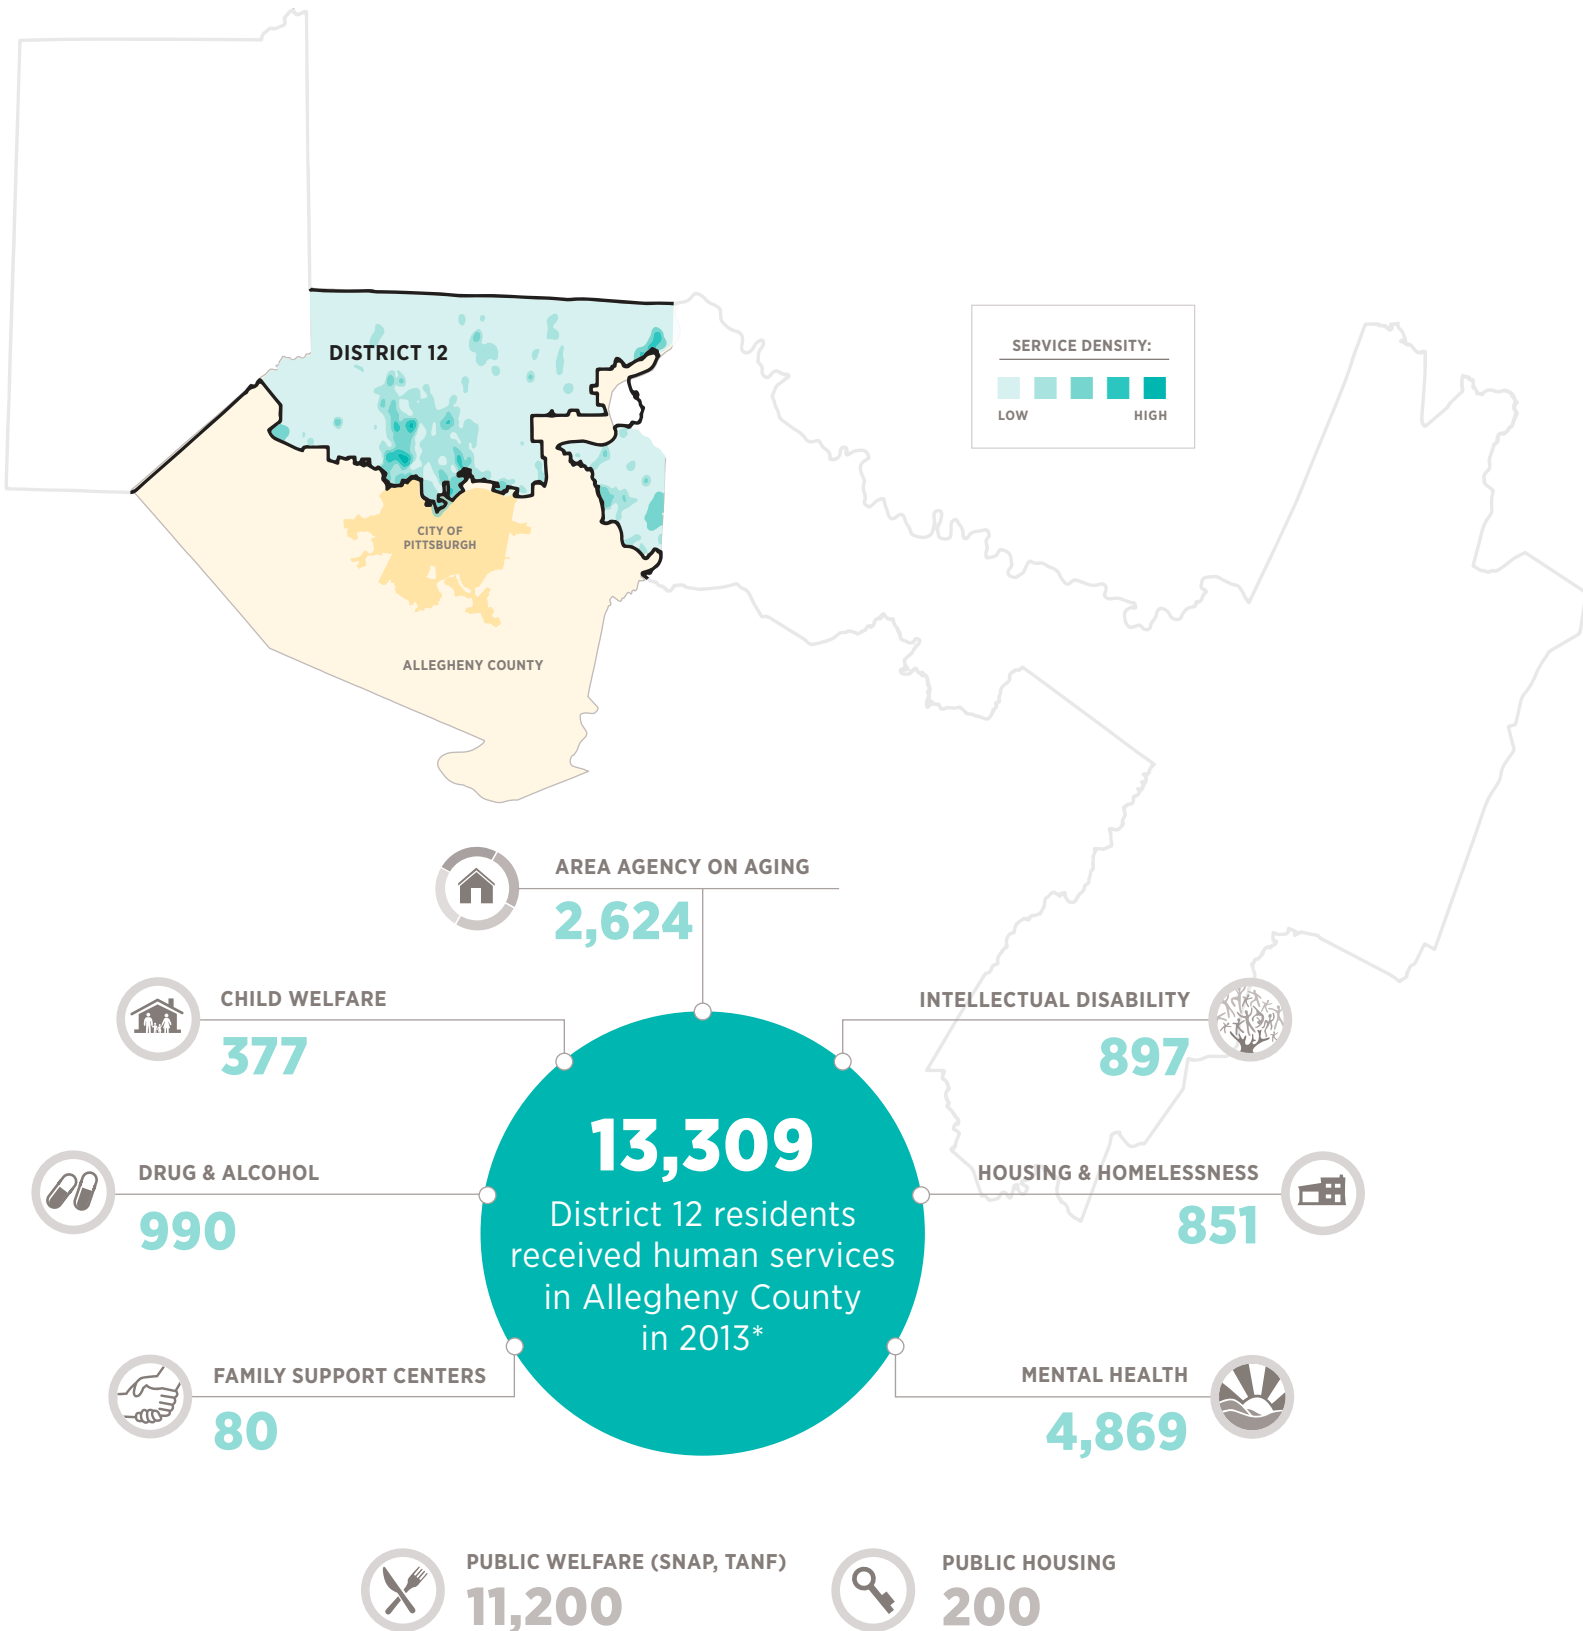 DISTRICT 12
SERVICE DENSITY:
LOW
HIGH
CITY OF
PITTSBURGH
ALLEGHENY COUNTY
AREA AGENCY ON AGING
2,624
CHILD WELFARE
377
INTELLECTUAL DISABILITY
897
13,309
District 12 residents
received human services
in Allegheny County
in 2013*
DRUG & ALCOHOL
990
HOUSING & HOMELESSNESS
851
FAMILY SUPPORT CENTERS
80
MENTAL HEALTH
4,869
PUBLIC WELFARE (SNAP, TANF)
11,200
PUBLIC HOUSING
200